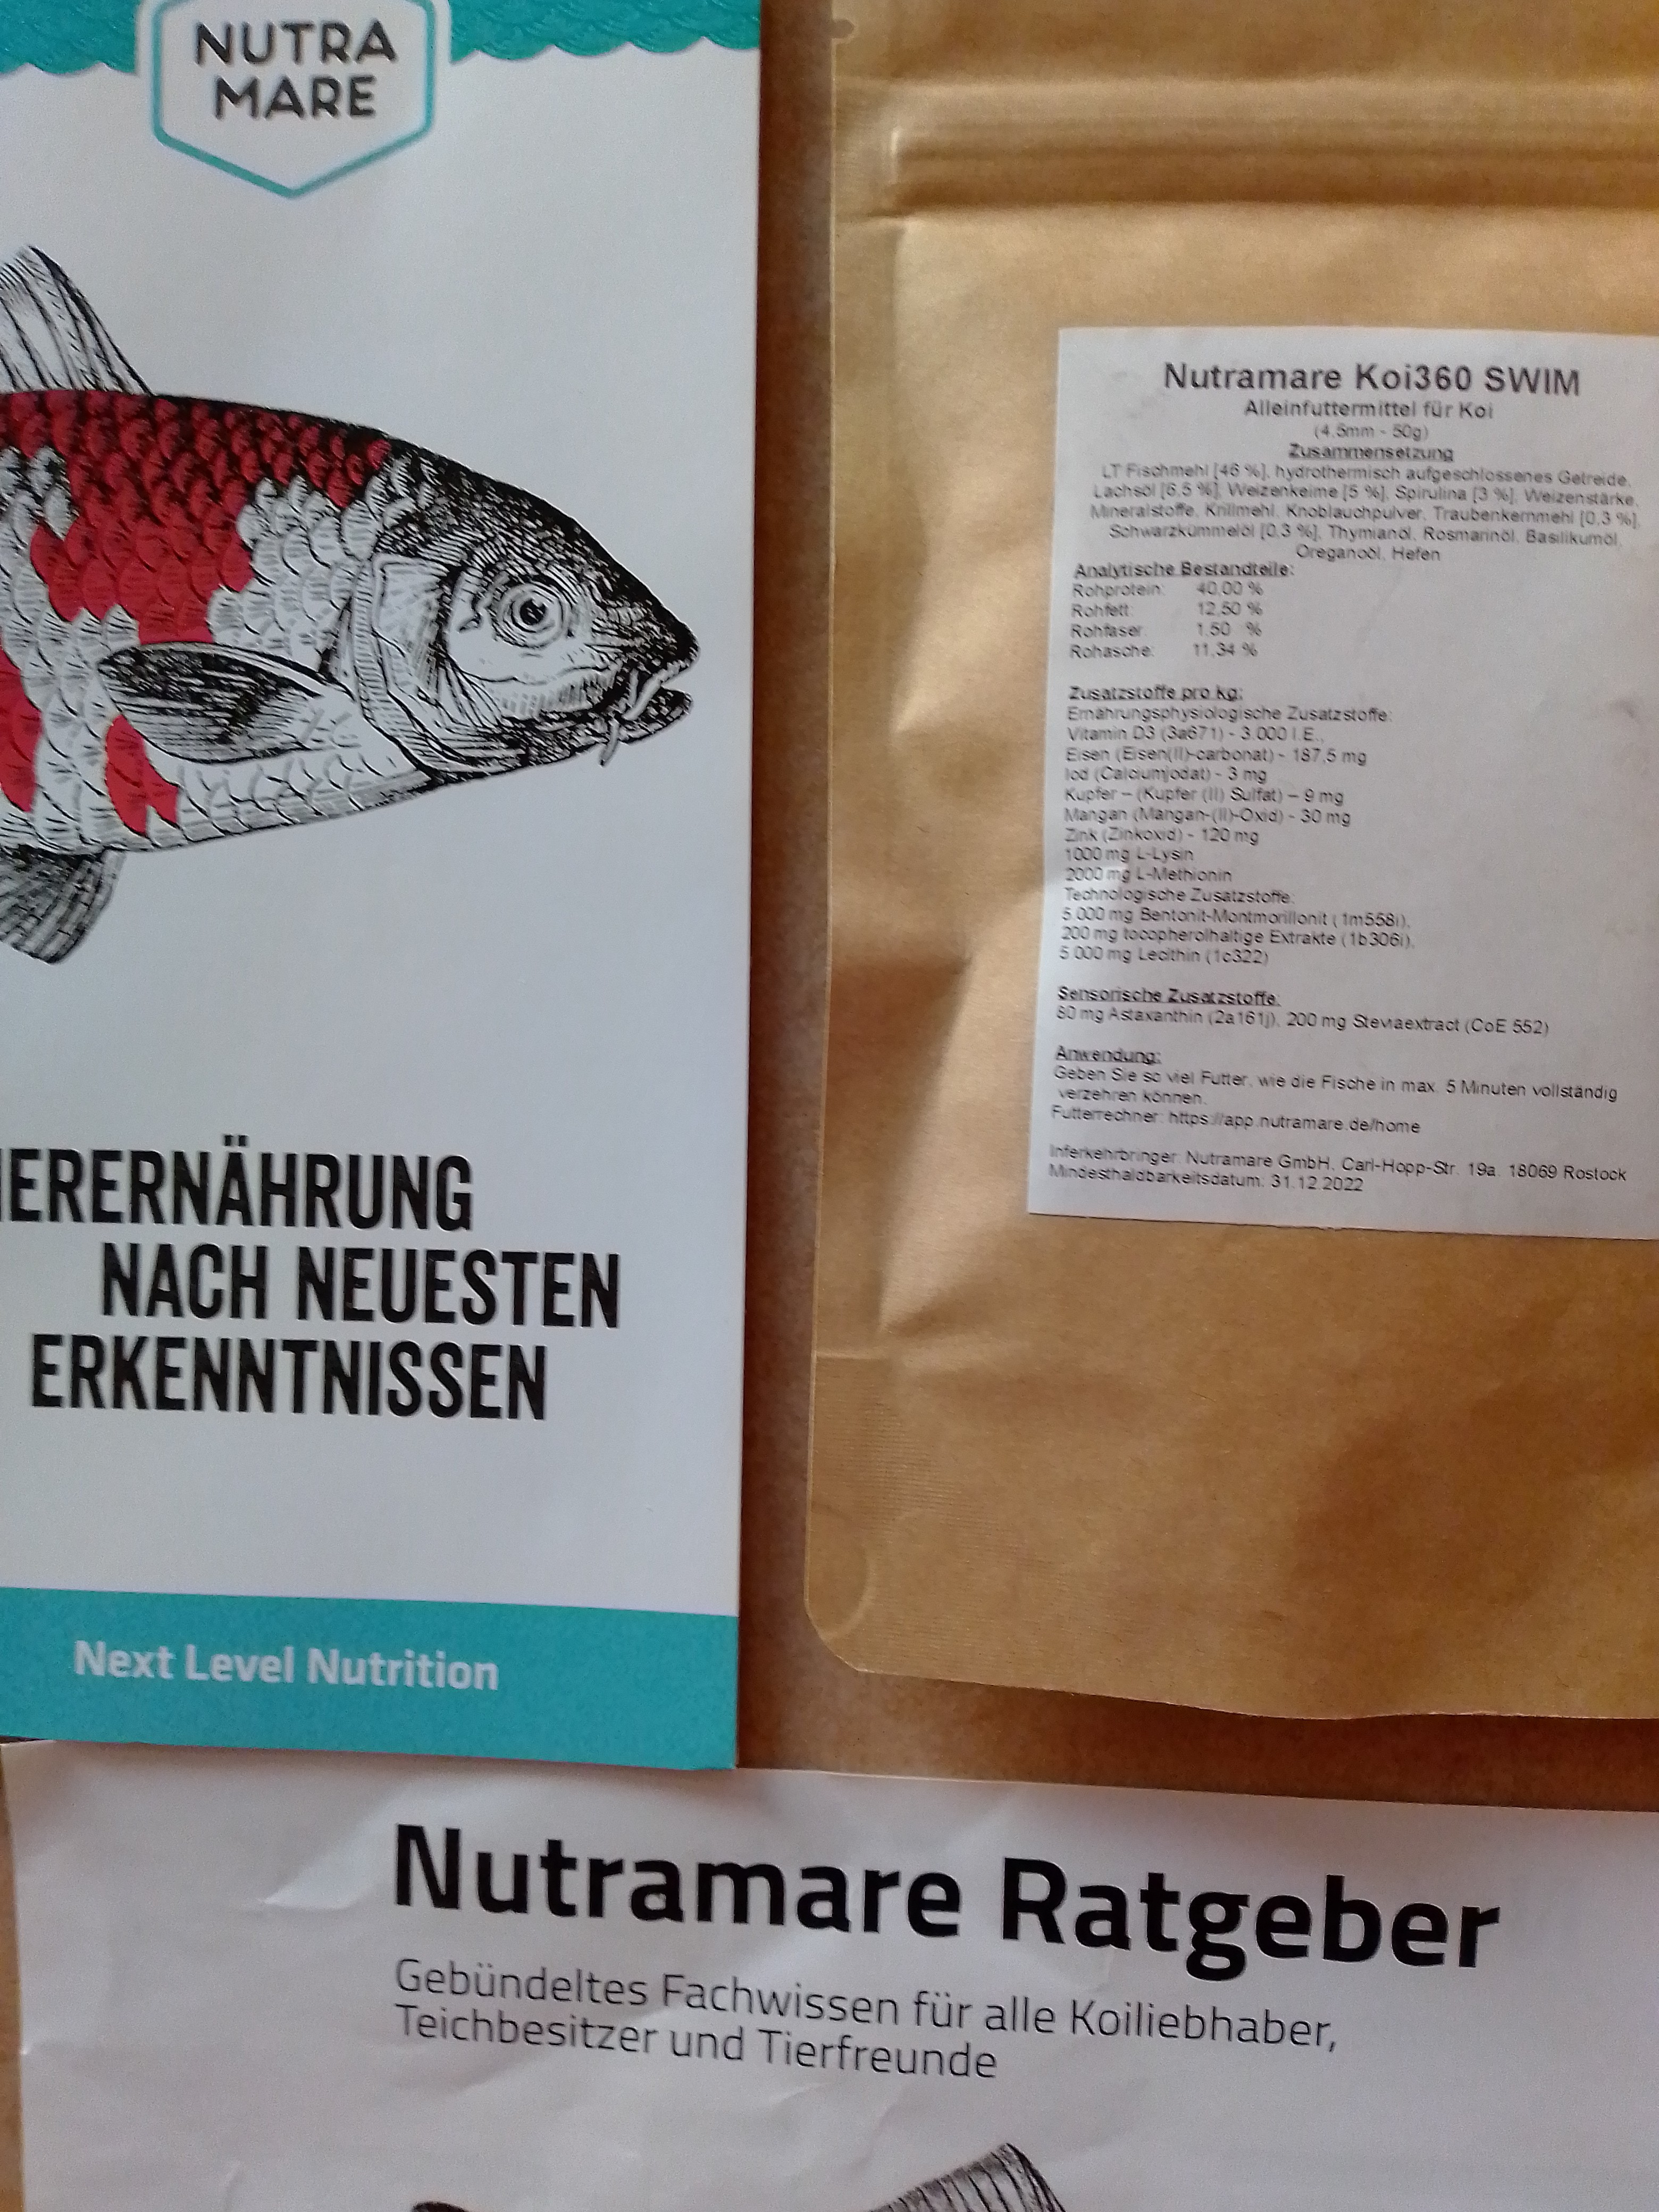 NUTRA
MARE
IERERNÄHRUNG
NACH NEUESTEN
ERKENNTNISSEN
Next Level Nutrition
Nutramare Koi360 SWIM
Alleinfuttermittel für Koi
(4,5mm - 50g)
Zusammensetzung
LT Fischmehl [46 %], hydrothermisch aufgeschlossenes Getreide,
Lachsöl [6,5 %], Weizenkeime [5 %], Spirulina [3 %], Weizenstärke,
Mineralstoffe, Krillmehl, Knoblauchpulver, Traubenkernmehl [0,3 %],
Schwarzkümmelöl [0,3 %], Thymianöl, Rosmarinöl, Basilikumöl,
Oreganoöl, Hefen
Analytische Bestandteile:
Rohprotein: 40,00 %
Rohfett: 12,50 %
Rohfaser: 1,50 %
Rohasche: 11,34 %
Zusatzstoffe pro kg:
Ernährungsphysiologische Zusatzstoffe:
Vitamin D3 (3a671) - 3.000 I.E.,
Eisen (Eisen(II)-carbonat) - 187,5 mg
Iod (Calciumjodat) - 3 mg
Kupfer – (Kupfer (II) Sulfat) – 9 mg
Mangan (Mangan-(II)-Oxid) - 30 mg
Zink (Zinkoxid) - 120 mg
1000 mg L-Lysin
2000 mg L-Methionin
Technologische Zusatzstoffe:
5.000 mg Bentonit-Montmorillonit (1m558i),
200 mg tocopherolhaltige Extrakte (1b306i),
5.000 mg Lecithin (1c322)
Sensorische Zusatzstoffe:
80 mg Astaxanthin (2a161j), 200 mg Steviaextract (CoE 552)
Anwendung:
Geben Sie so viel Futter, wie die Fische in max. 5 Minuten vollständig
verzehren können.
Futterrechner: https://app.nutramare.de/home
Inferkehrbringer: Nutramare GmbH, Carl-Hopp-Str. 19a, 18069 Rostock
Mindesthaldbarkeitsdatum: 31.12.2022
Nutramare Ratgeber
Gebündeltes Fachwissen für alle Koiliebhaber,
Teichbesitzer und Tierfreunde